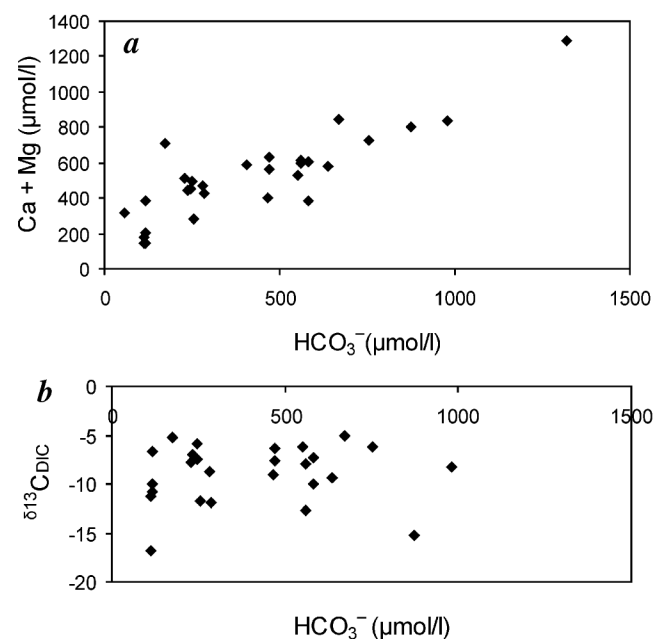 a
1400
1200
1000
800
600
400
200
0
Ca + Mg (µmol/l)
0 500 1000 1500
HCO₃⁻(µmol/l)
b
0
0 500 1000 1500
-5
-10
-15
-20
δ¹³CDIC
HCO₃⁻ (µmol/l)